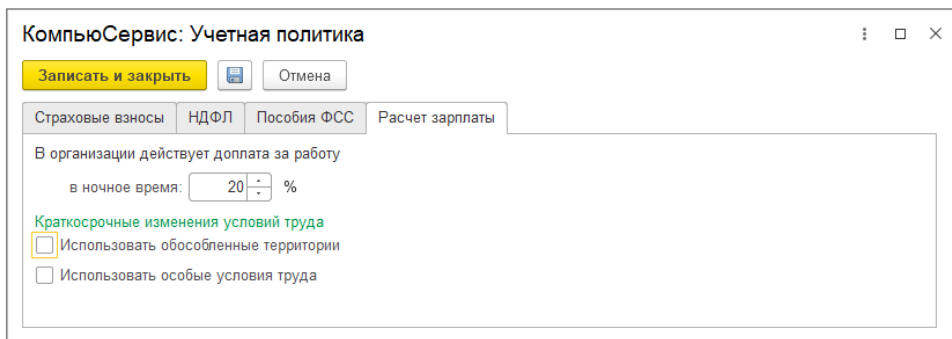 КомпьюСервис: Учетная политика
Записать и закрыть Отмена
Страховые взносы НДФЛ Пособия ФСС Расчет зарплаты
В организации действует доплата за работу
в ночное время: 20 %
Краткосрочные изменения условий труда
Использовать обособленные территории
Использовать особые условия труда